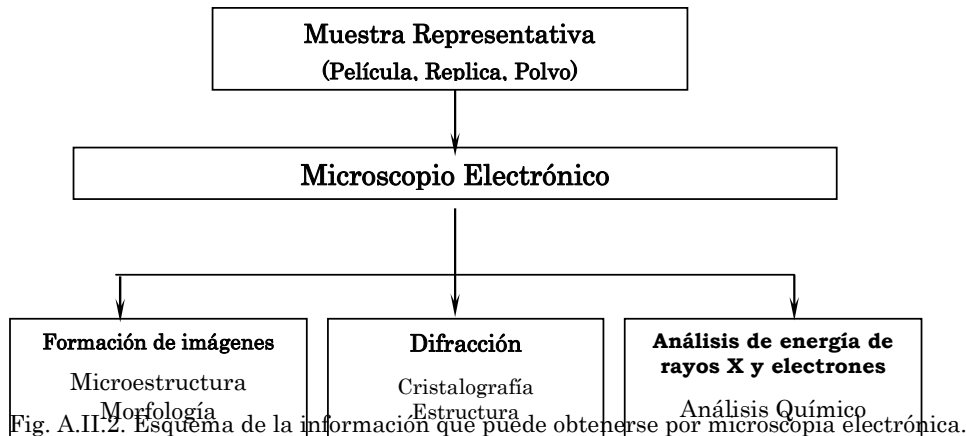 Muestra Representativa
(Película, Replica, Polvo)
Microscopio Electrónico
Formación de imágenes
Microestructura
Morfología
Difracción
Cristalografía
Estructura
Análisis de energía de
rayos X y electrones
Análisis Químico
Fig. A.II.2. Esquema de la información que puede obtenerse por microscopia electrónica.